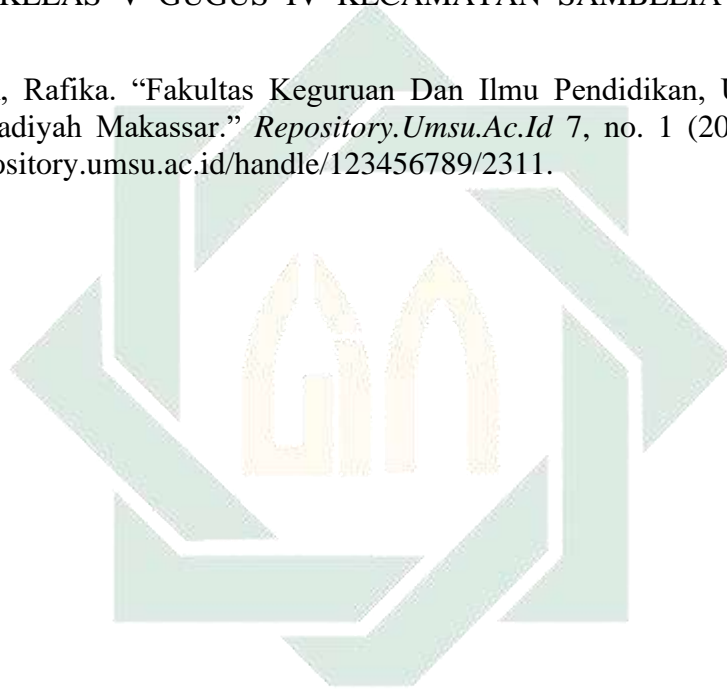 KELAS V GUGUS IV KECAMATAN SAMBELIA
, Rafika. “Fakultas Keguruan Dan Ilmu Pendidikan, U
adiyah Makassar.” Repository.Umsu.Ac.Id 7, no. 1 (20
ository.umsu.ac.id/handle/123456789/2311.